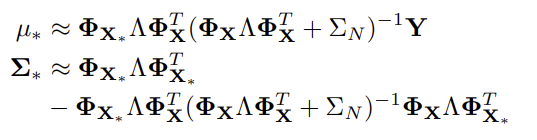 μ∗ ≈ Φ_{X∗}ΛΦ_X^T(Φ_XΛΦ_X^T + Σ_N)^{−1}Y
Σ∗ ≈ Φ_{X∗}ΛΦ_{X∗}^T
− Φ_{X∗}ΛΦ_X^T(Φ_XΛΦ_X^T + Σ_N)^{−1}Φ_XΛΦ_{X∗}^T